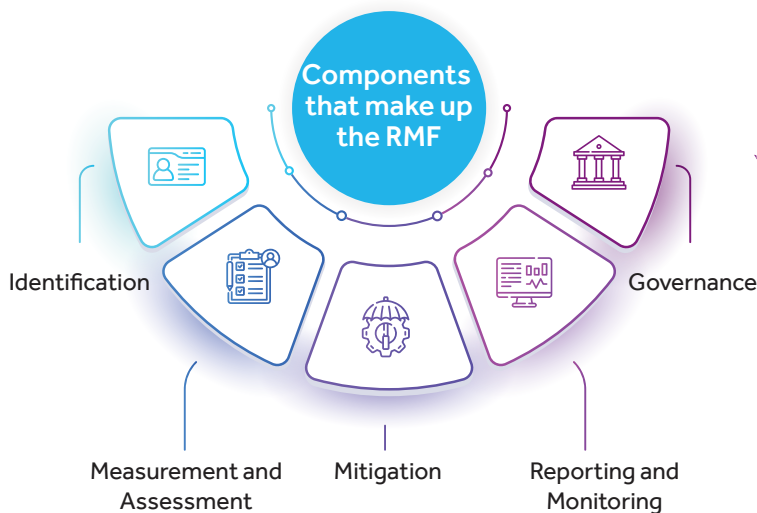 Components
that make up
the RMF
Identification
Governance
Measurement and
Assessment
Mitigation
Reporting and
Monitoring